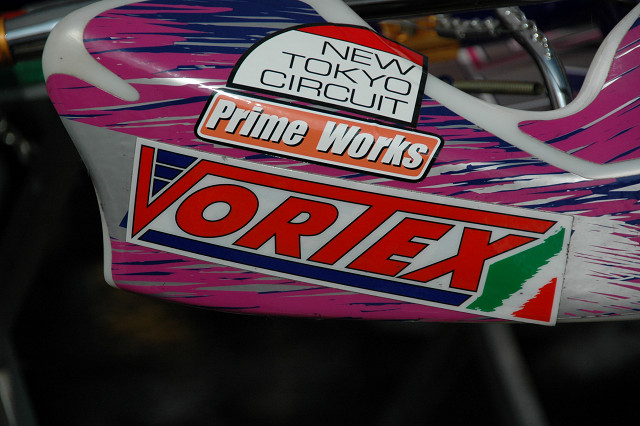 NEW
TOKYO
CIRCUIT
Prime Works
VORTEX